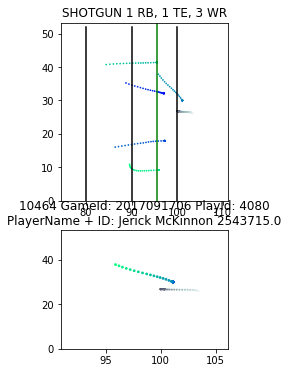 SHOTGUN 1 RB, 1 TE, 3 WR
50
40
30
20
10
0
80 90 100 110
10464 GameId: 2017091706 PlayId: 4080
PlayerName + ID: Jerick McKinnon 2543715.0
40
20
0
95 100 105